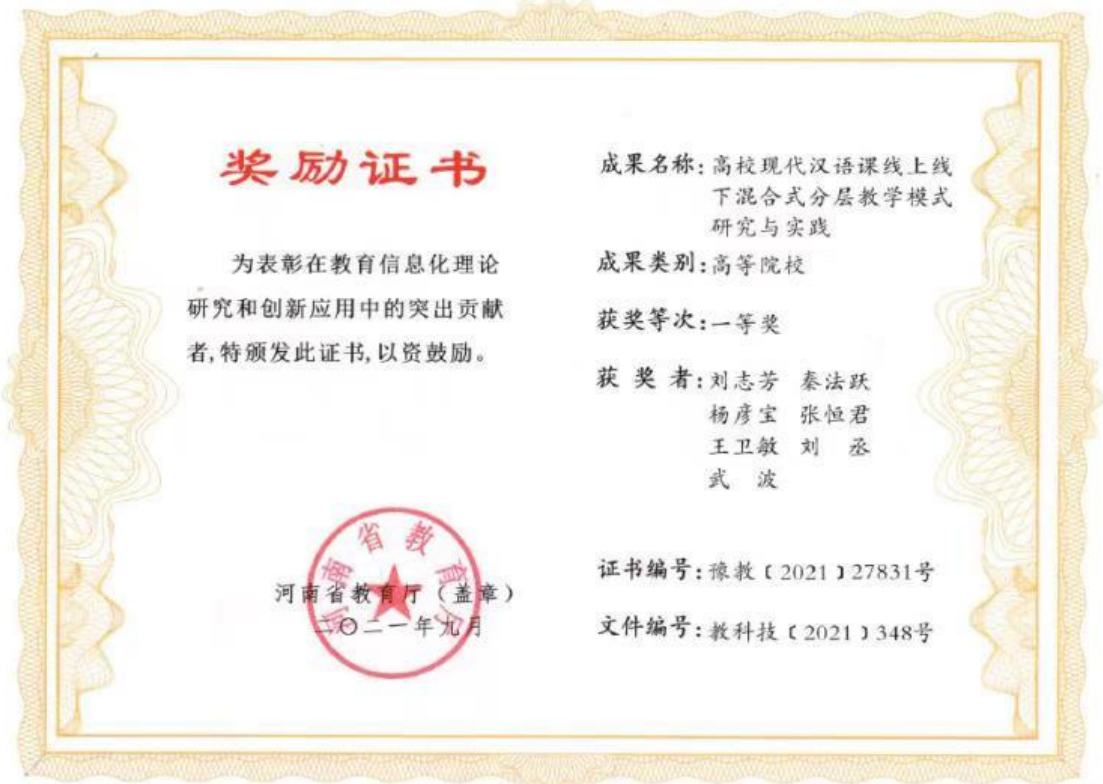 奖励证书
为表彰在教育信息化理论
研究和创新应用中的突出贡献
者,特颁发此证书,以资鼓励。
河南省教育厅
河南省教育厅（盖章）
二〇二一年九月
成果名称:高校现代汉语课线上线
下混合式分层教学模式
研究与实践
成果类别:高等院校
获奖等次:一等奖
获 奖 者:刘志芳 秦法跃
杨彦宝 张恒君
王卫敏 刘 丞
武 波
证书编号:豫教〔2021〕27831号
文件编号:教科技〔2021〕348号